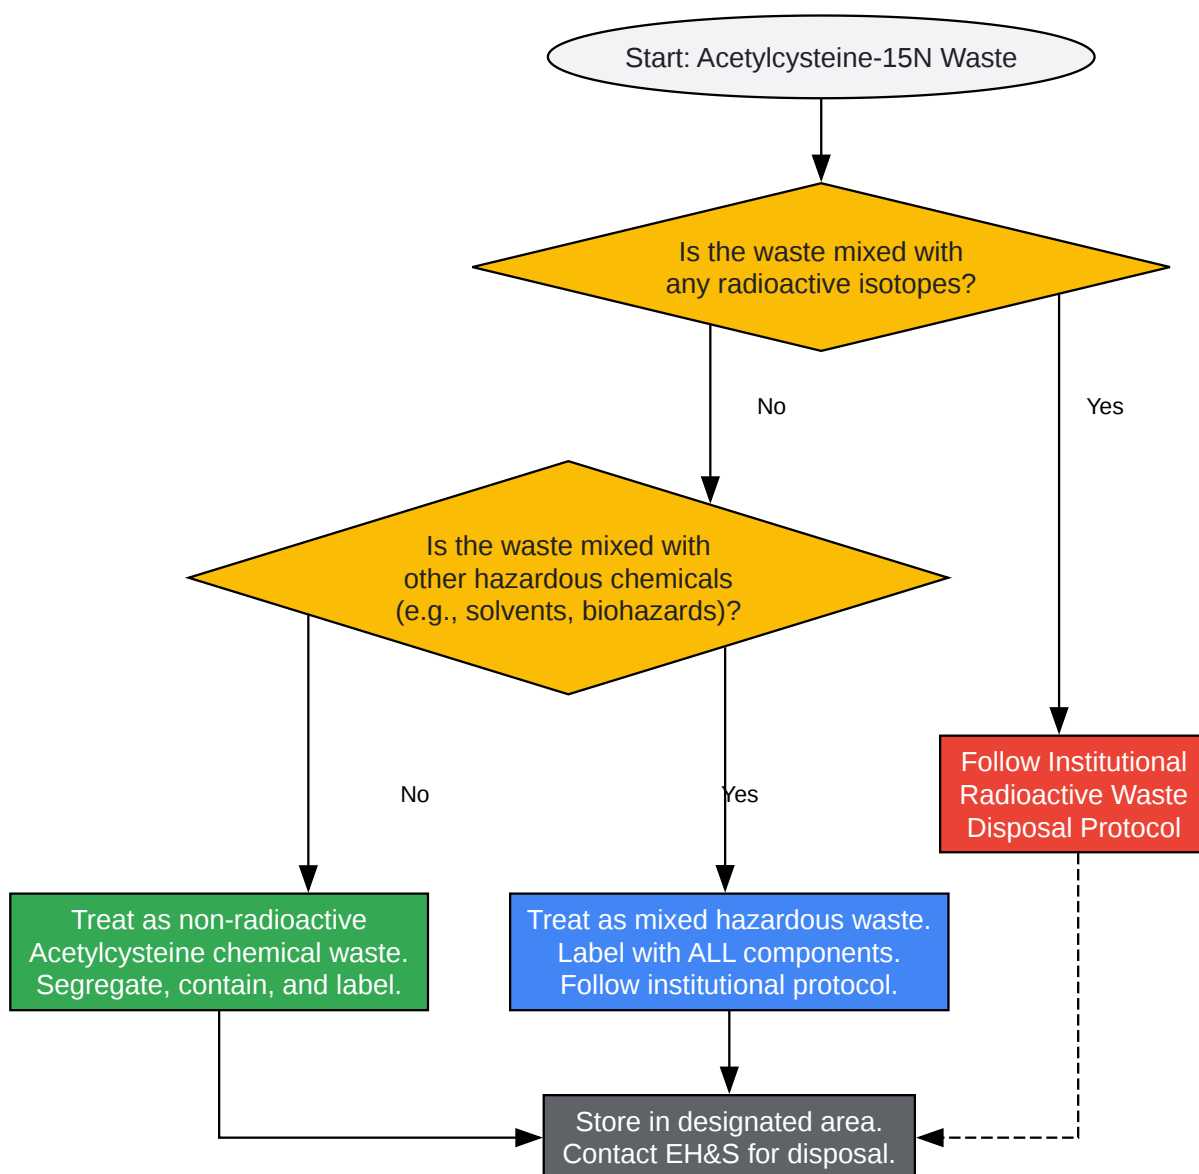 Start: Acetylcysteine-15N Waste
Is the waste mixed with
any radioactive isotopes?
No
Yes
Is the waste mixed with
other hazardous chemicals
(e.g., solvents, biohazards)?
No
Yes
Follow Institutional
Radioactive Waste
Disposal Protocol
Treat as non-radioactive
Acetylcysteine chemical waste.
Segregate, contain, and label.
Treat as mixed hazardous waste.
Label with ALL components.
Follow institutional protocol.
Store in designated area.
Contact EH&S for disposal.